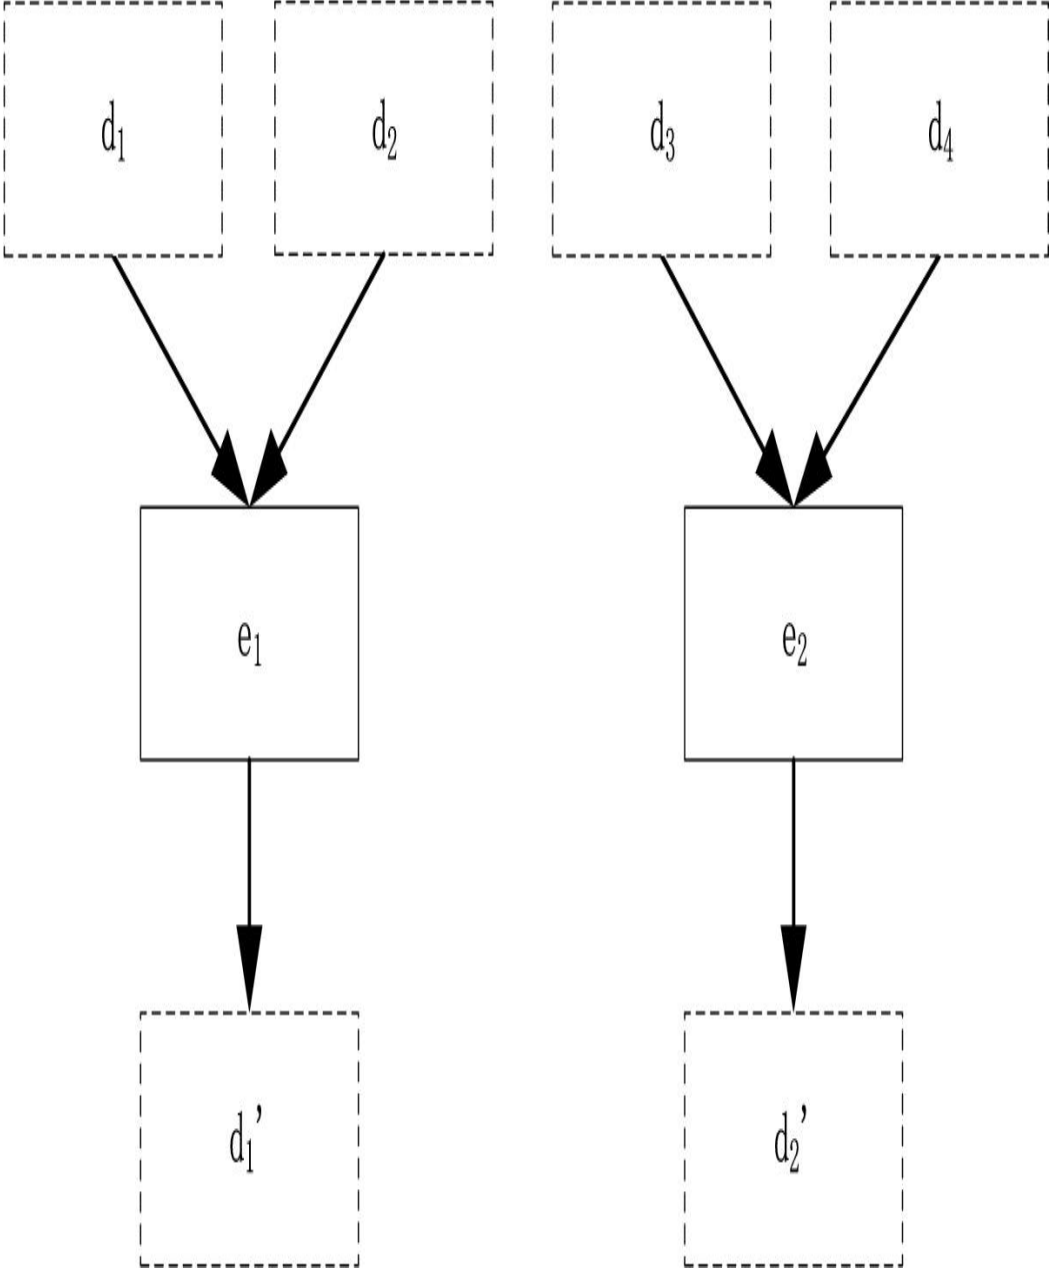 d₁ d₂ d₃ d₄
e₁ e₂
d₁' d₂'